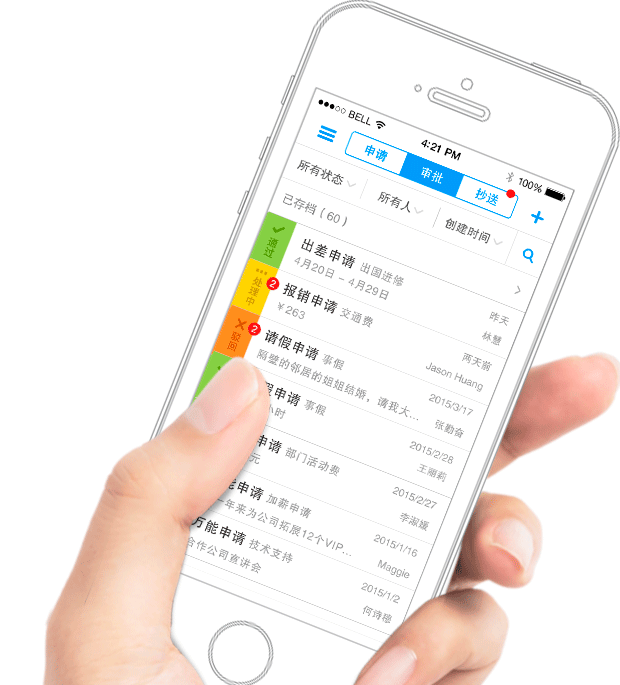 BELL
4:21 PM
100%
申请
审批
抄送
所有状态
所有人
创建时间
已存档（60）
通过
出差申请 出国进修
昨天
4月20日 – 4月29日
林慧
处理中
2
报销申请 交通费
两天前
￥263
Jason Huang
驳回
2
请假申请 事假
2015/3/17
隔壁的邻居的姐姐结婚，请我大...
张勤奋
假申请 事假
2015/2/28
小时
王丽莉
申请 部门活动费
2015/2/27
元
李淑媛
能申请 加薪申请
2015/1/16
一年来为公司拓展12个VIP...
Maggie
万能申请 技术支持
2015/1/2
合作公司宣讲会
何诗敬